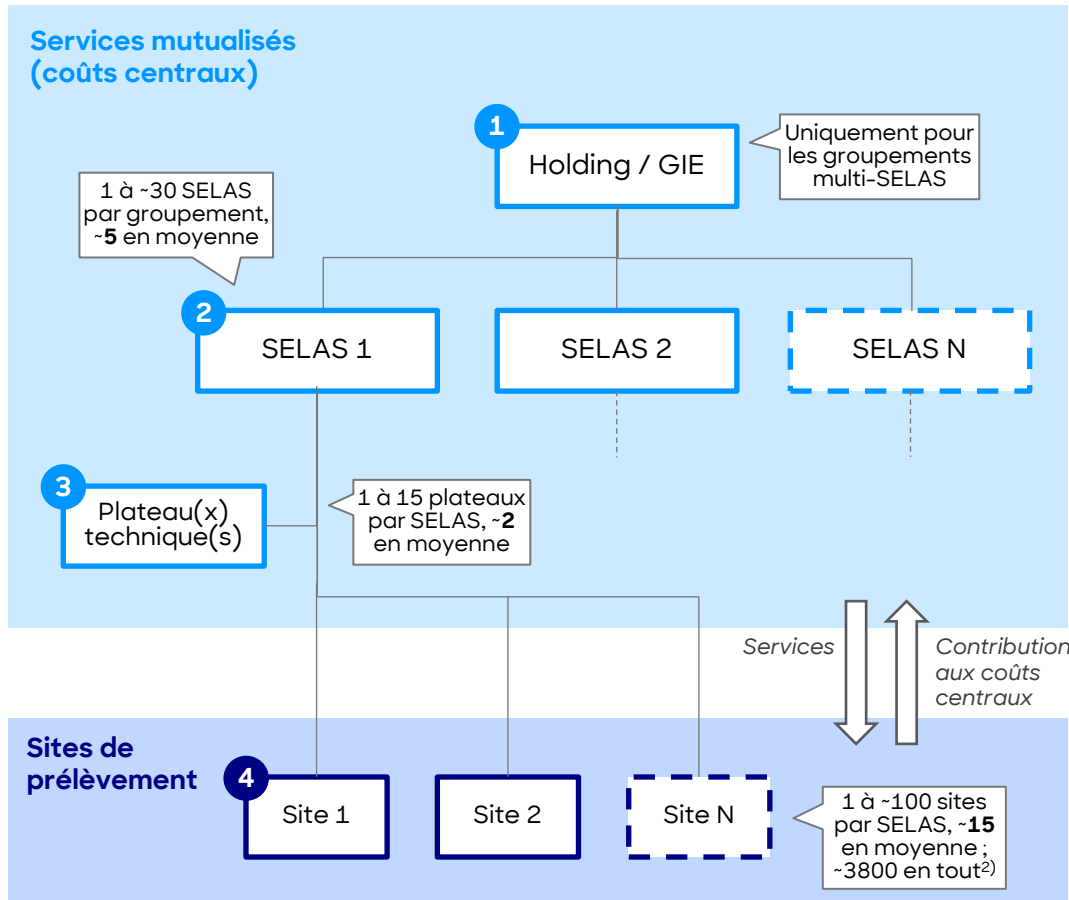 Services mutualisés
(coûts centraux)
1
Holding / GIE
Uniquement pour
les groupements
multi-SELAS
1 à ~30 SELAS
par groupement,
~5 en moyenne
2
SELAS 1
SELAS 2
SELAS N
3
Plateau(x)
technique(s)
1 à 15 plateaux
par SELAS, ~2
en moyenne
Services
Contribution
aux coûts
centraux
Sites de
prélèvement
4
Site 1
Site 2
Site N
1 à ~100 sites
par SELAS, ~15
en moyenne ;
~3800 en tout²⁾